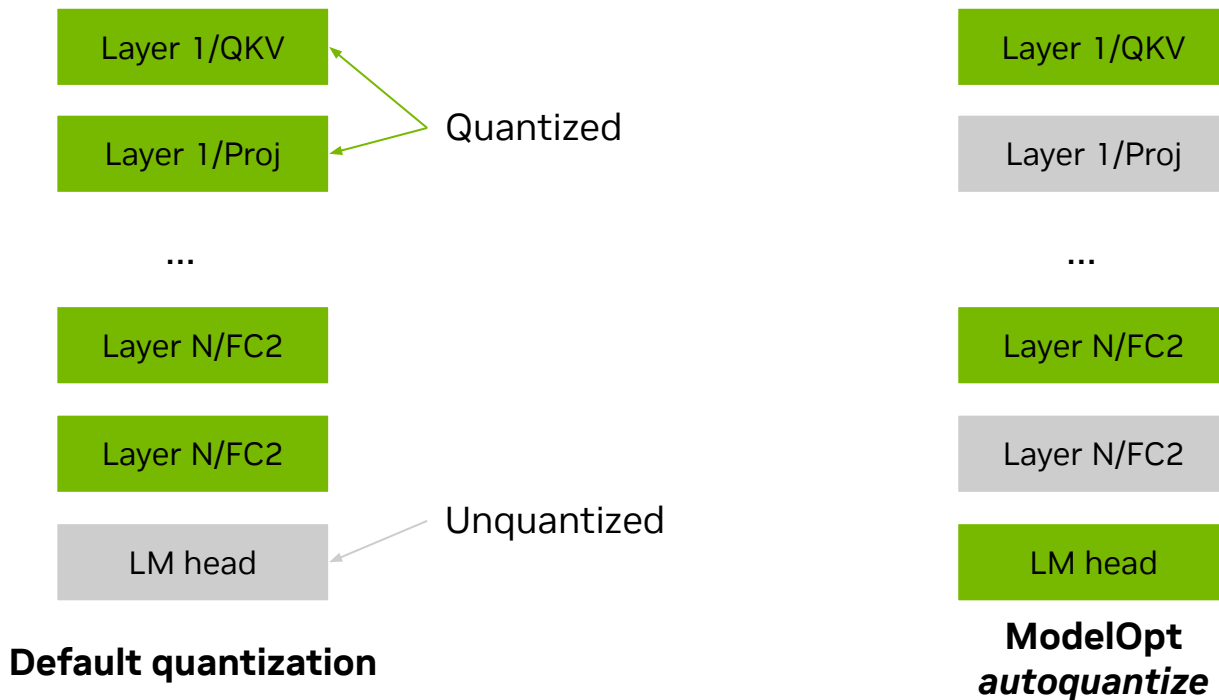 Layer 1/QKV
Layer 1/Proj
...
Layer N/FC2
Layer N/FC2
LM head
Default quantization
Quantized
Unquantized
Layer 1/QKV
Layer 1/Proj
...
Layer N/FC2
Layer N/FC2
LM head
ModelOpt
autoquantize